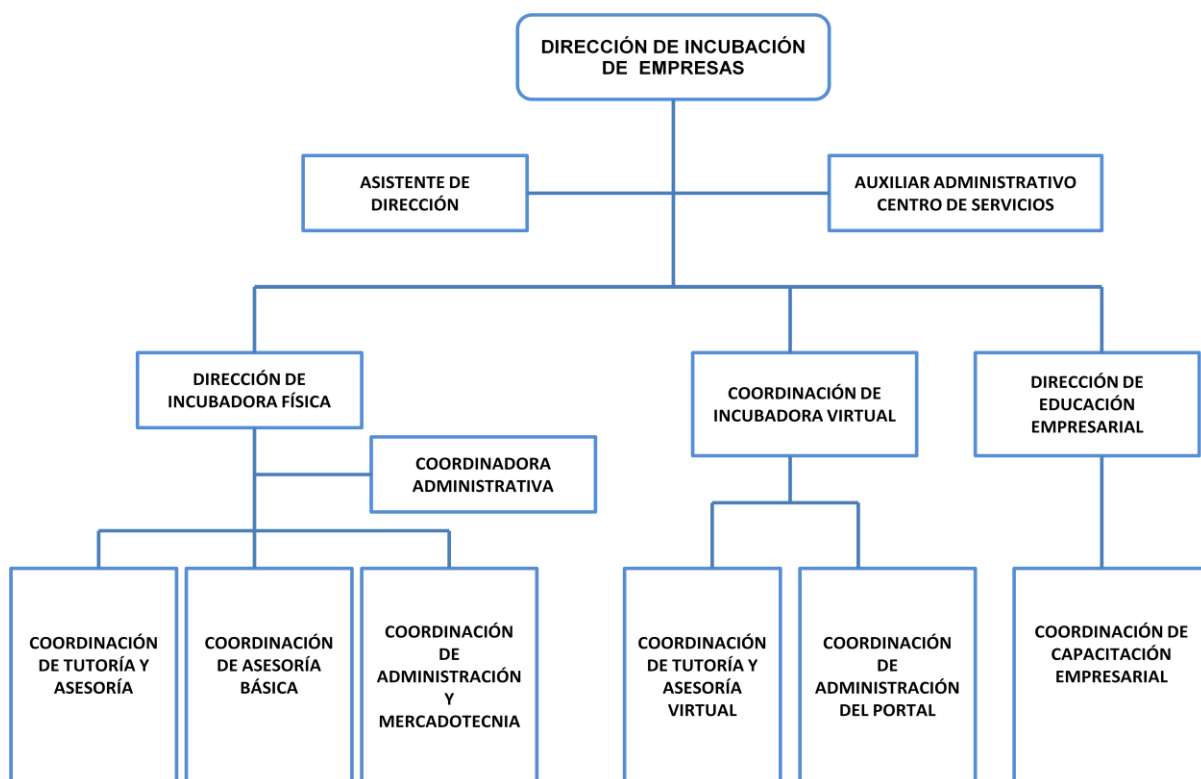 DIRECCIÓN DE INCUBACIÓN
DE EMPRESAS
ASISTENTE DE
DIRECCIÓN
AUXILIAR ADMINISTRATIVO
CENTRO DE SERVICIOS
DIRECCIÓN DE
INCUBADORA FÍSICA
COORDINACIÓN DE
INCUBADORA VIRTUAL
DIRECCIÓN DE
EDUCACIÓN
EMPRESARIAL
COORDINADORA
ADMINISTRATIVA
COORDINACIÓN
DE TUTORÍA Y
ASESORÍA
COORDINACIÓN
DE ASESORÍA
BÁSICA
COORDINACIÓN
DE
ADMINISTRACIÓN
Y
MERCADOTECNIA
COORDINACIÓN
DE TUTORÍA Y
ASESORÍA
VIRTUAL
COORDINACIÓN
DE
ADMINISTRACIÓN
DEL PORTAL
COORDINACIÓN DE
CAPACITACIÓN
EMPRESARIAL